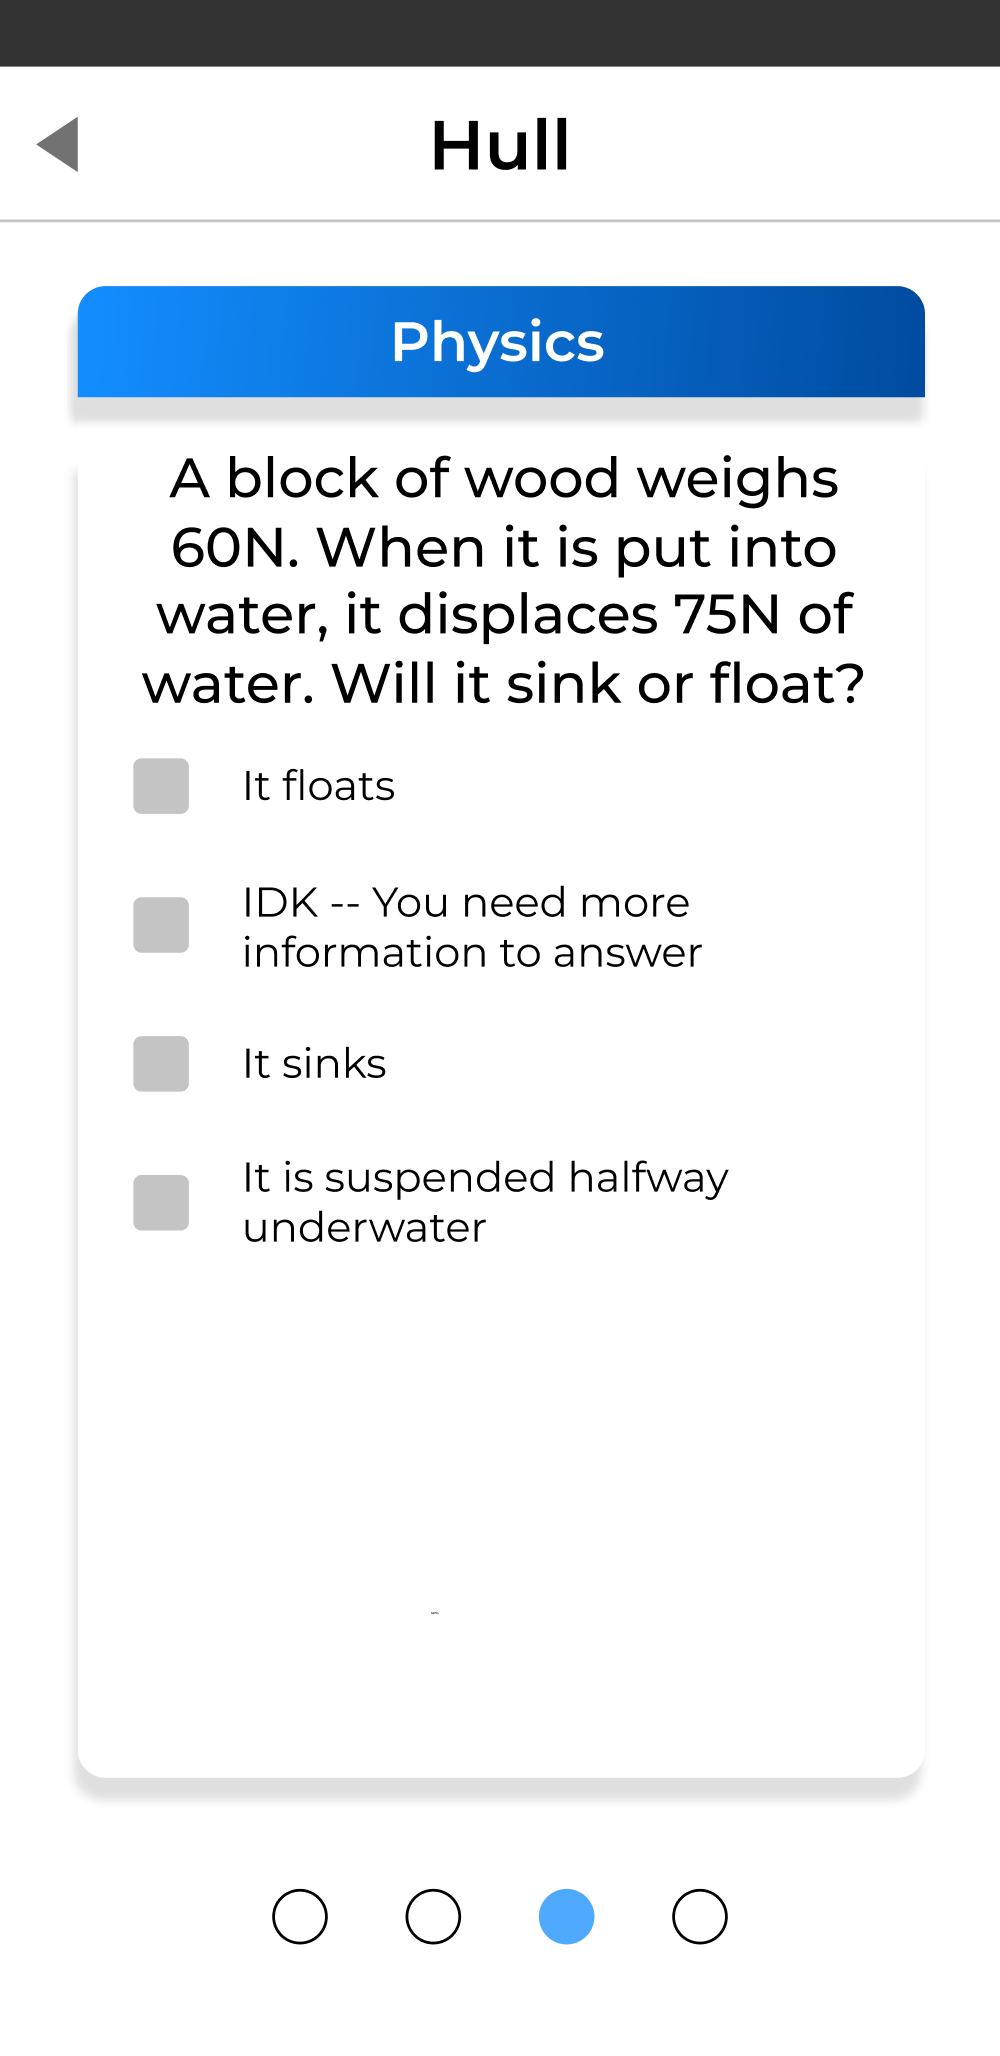 Hull
Physics
A block of wood weighs
60N. When it is put into
water, it displaces 75N of
water. Will it sink or float?
It floats
IDK -- You need more
information to answer
It sinks
It is suspended halfway
underwater